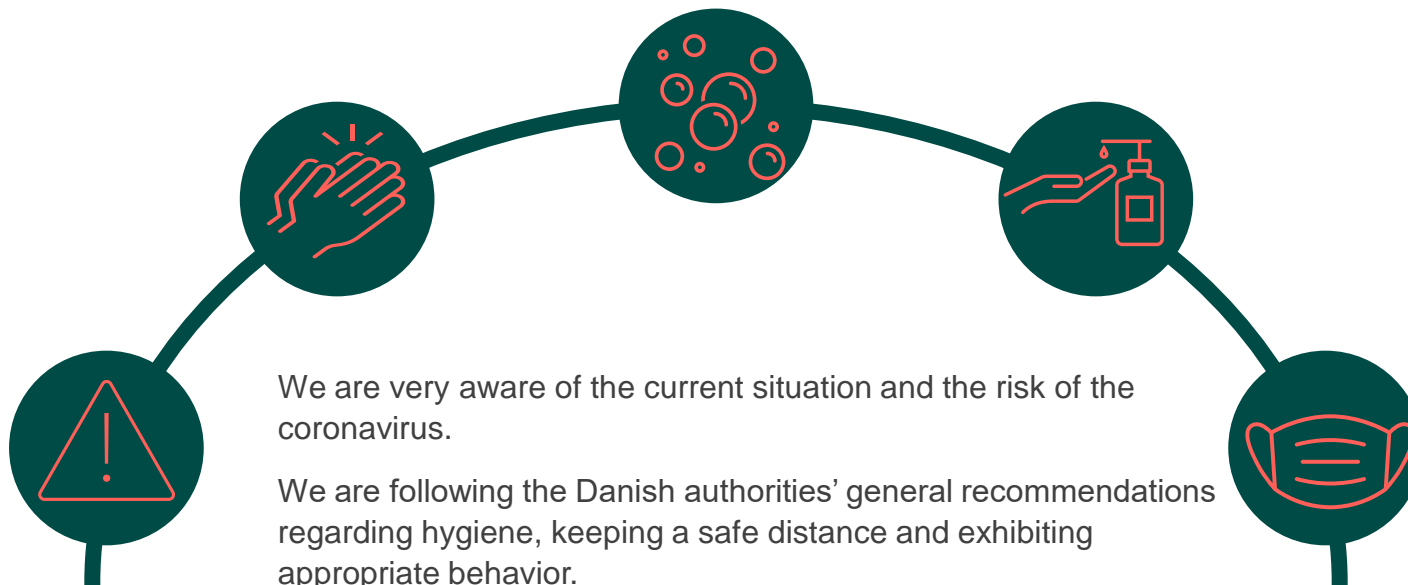 We are very aware of the current situation and the risk of the
coronavirus.
We are following the Danish authorities’ general recommendations
regarding hygiene, keeping a safe distance and exhibiting
appropriate behavior.